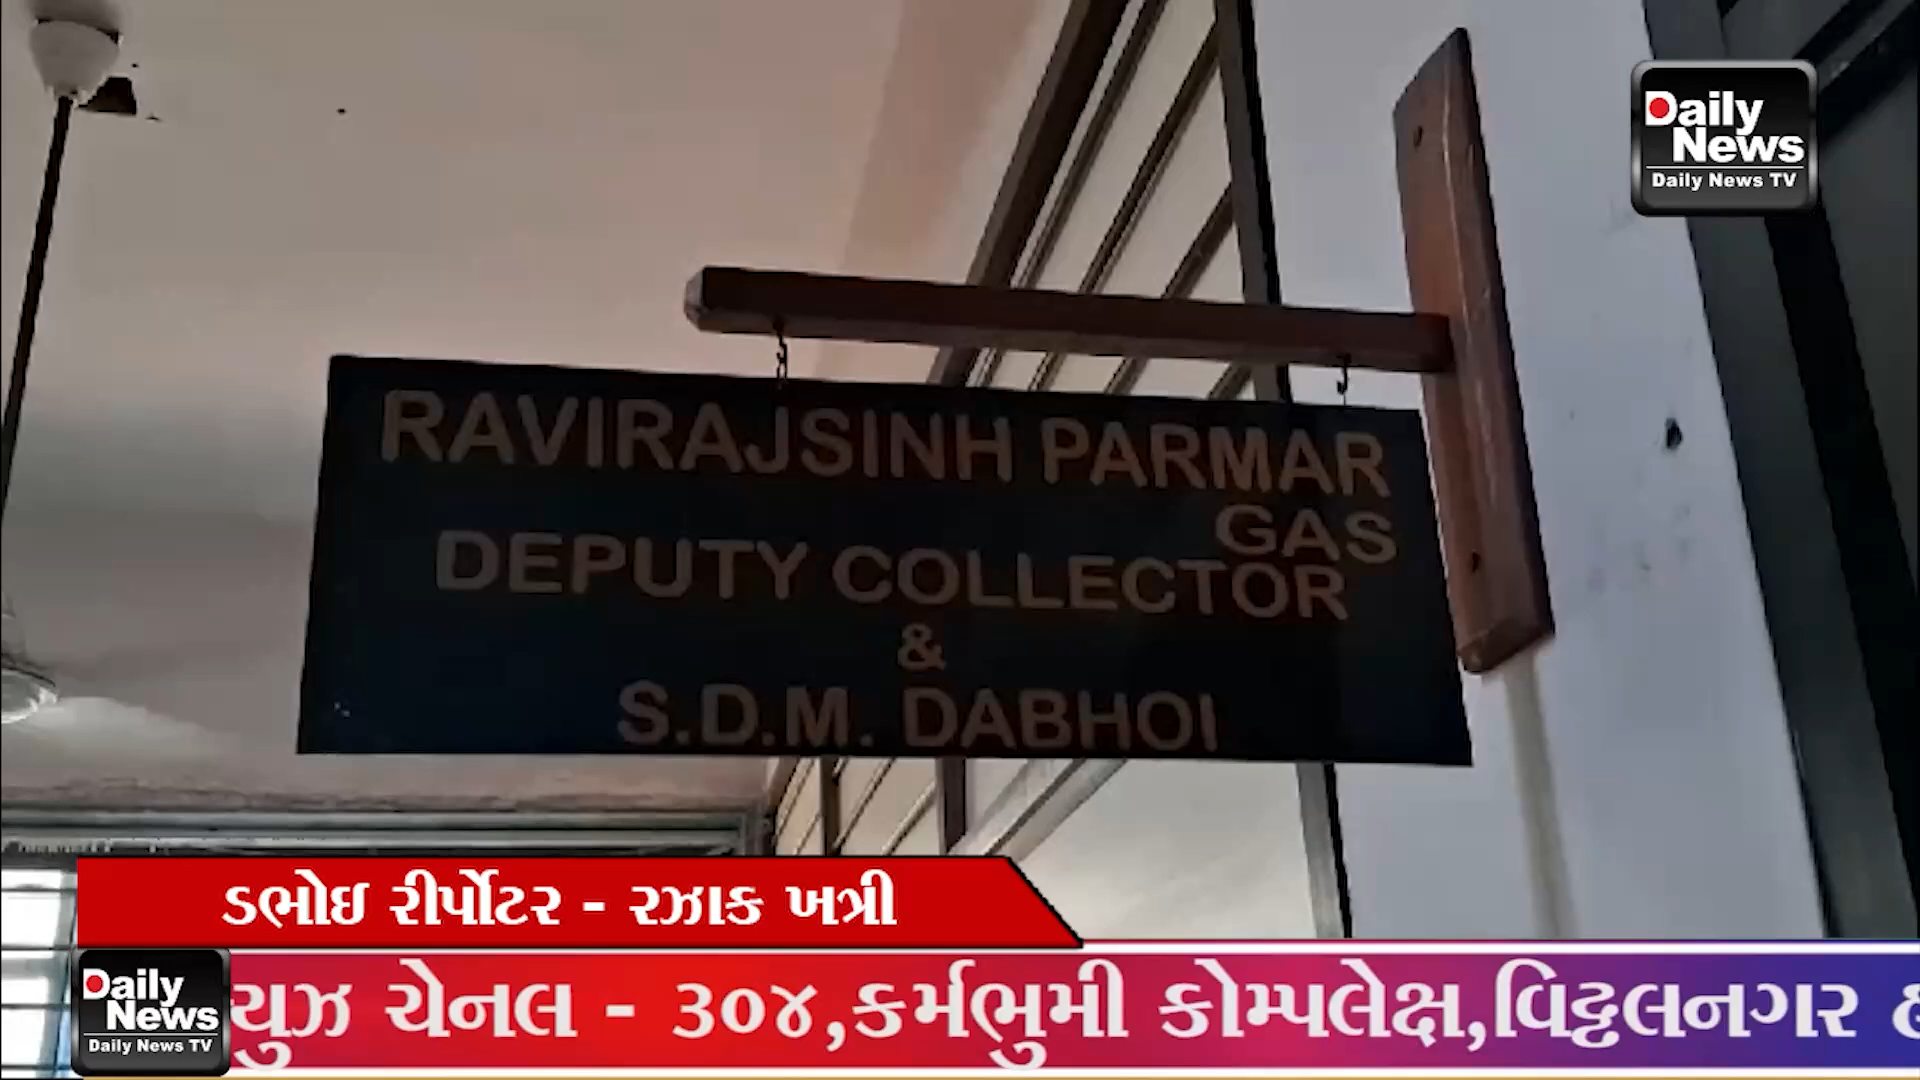 Daily
News
Daily News TV
RAVIRAJSINH PARMAR
GAS
DEPUTY COLLECTOR
&
S.D.M. DABHOI
ડભોઇ રીર્પોટર - રઝાક ખત્રી
Daily
News
Daily News TV
યુઝ ચેનલ - ૩૦૪,કર્મભુમી કોમ્પલેક્ષ,વિટ્ઠલનગર